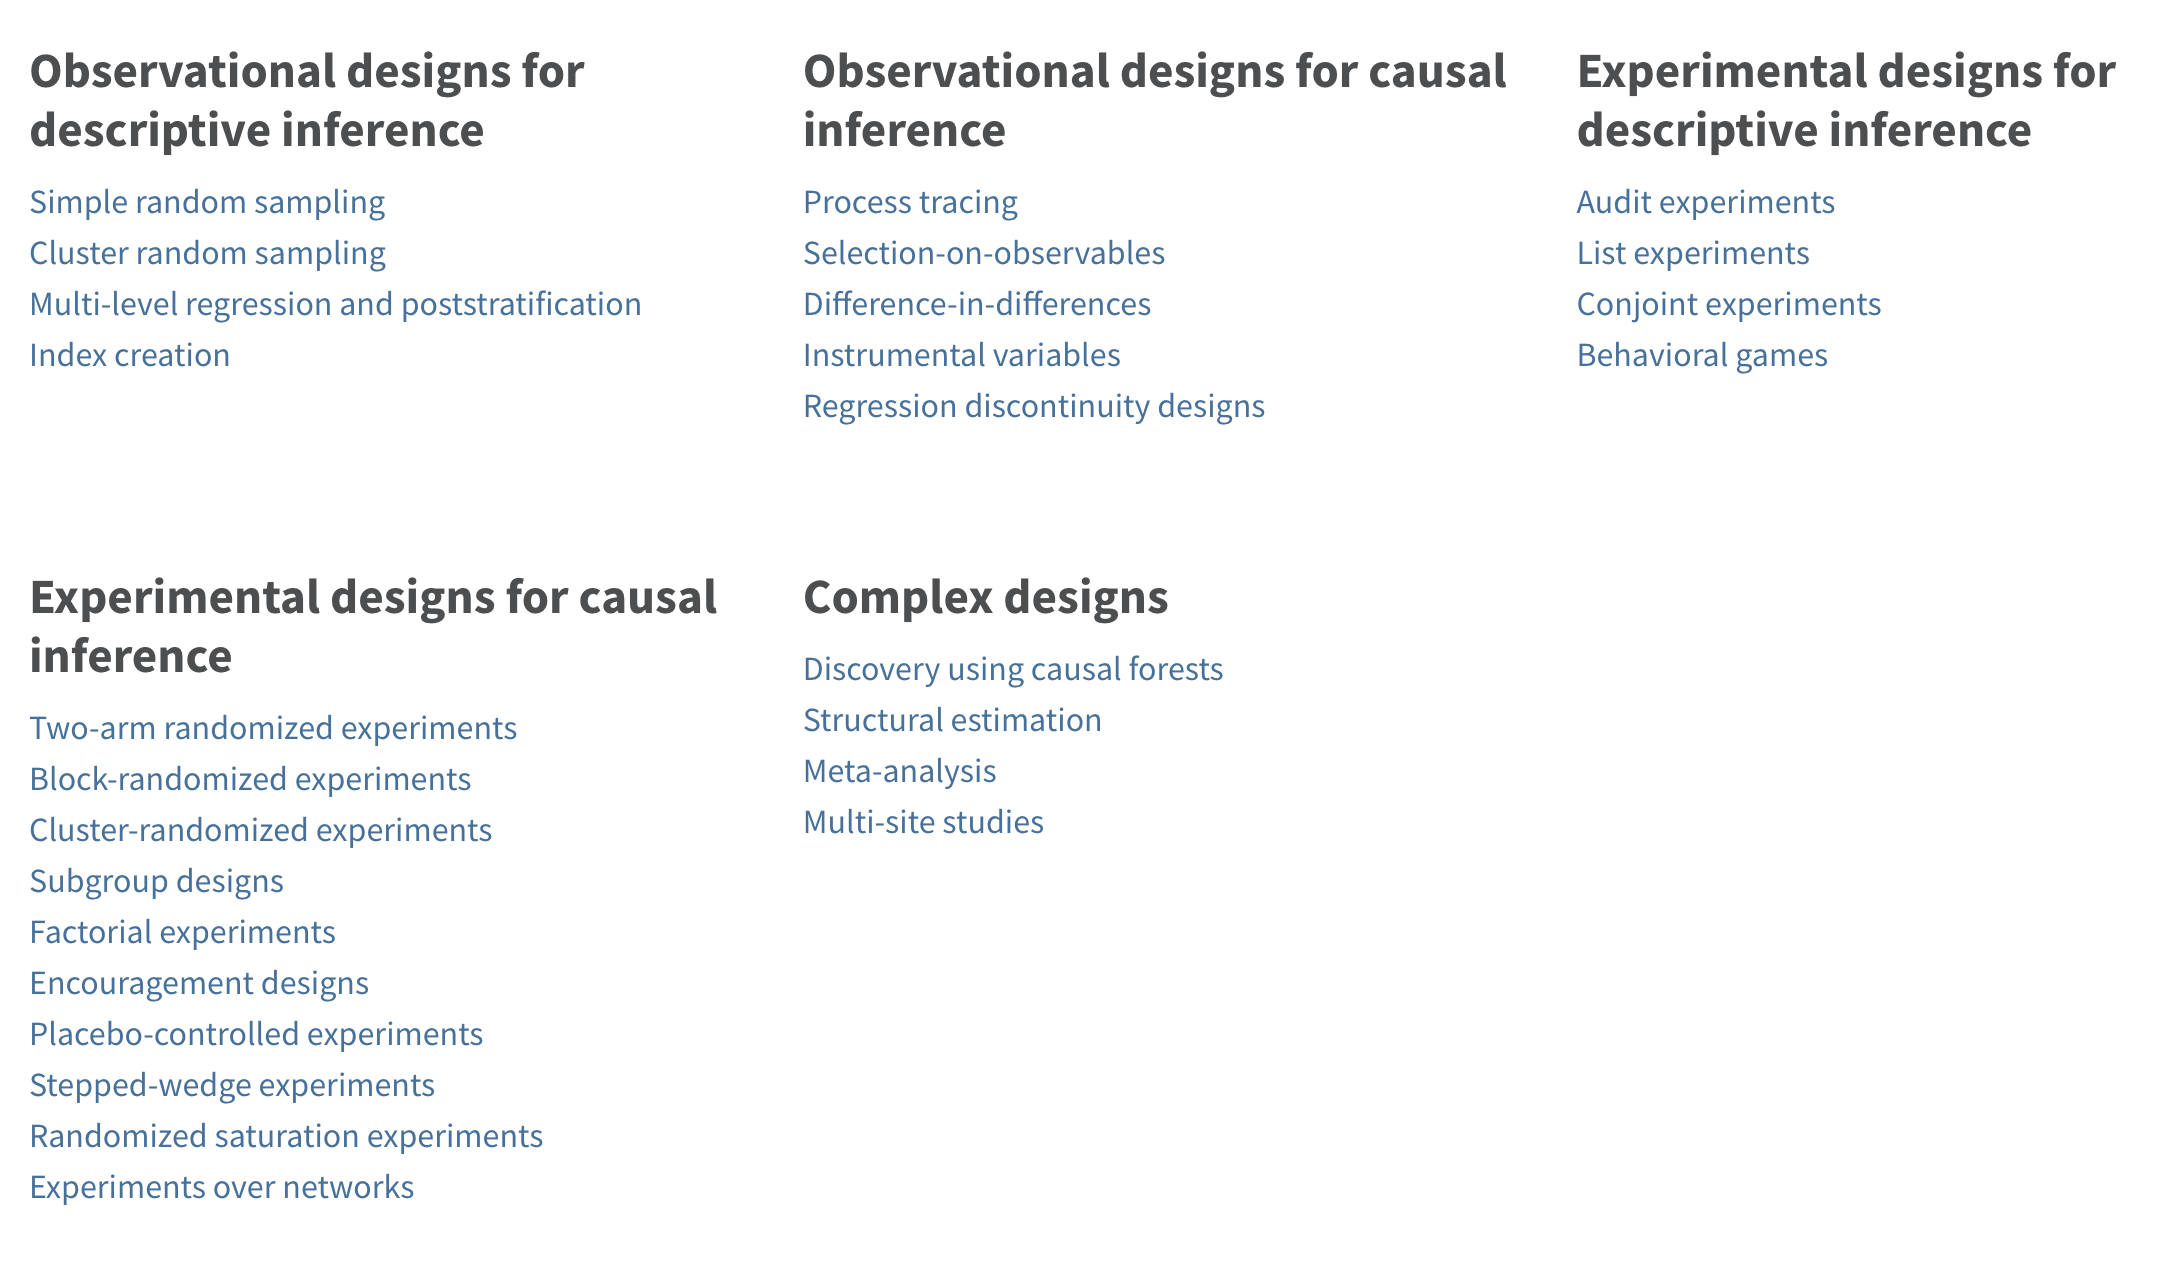 Observational designs for
descriptive inference
Simple random sampling
Cluster random sampling
Multi-level regression and poststratification
Index creation
Observational designs for causal
inference
Process tracing
Selection-on-observables
Difference-in-differences
Instrumental variables
Regression discontinuity designs
Experimental designs for
descriptive inference
Audit experiments
List experiments
Conjoint experiments
Behavioral games
Experimental designs for causal
inference
Two-arm randomized experiments
Block-randomized experiments
Cluster-randomized experiments
Subgroup designs
Factorial experiments
Encouragement designs
Placebo-controlled experiments
Stepped-wedge experiments
Randomized saturation experiments
Experiments over networks
Complex designs
Discovery using causal forests
Structural estimation
Meta-analysis
Multi-site studies